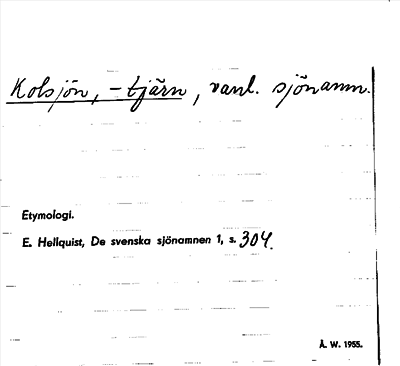 Kolsjön, -tjärn, vanl. sjönamn.
Etymologi.
E. Hellquist, De svenska sjönamnen 1, s. 304.
Å. W. 1955.